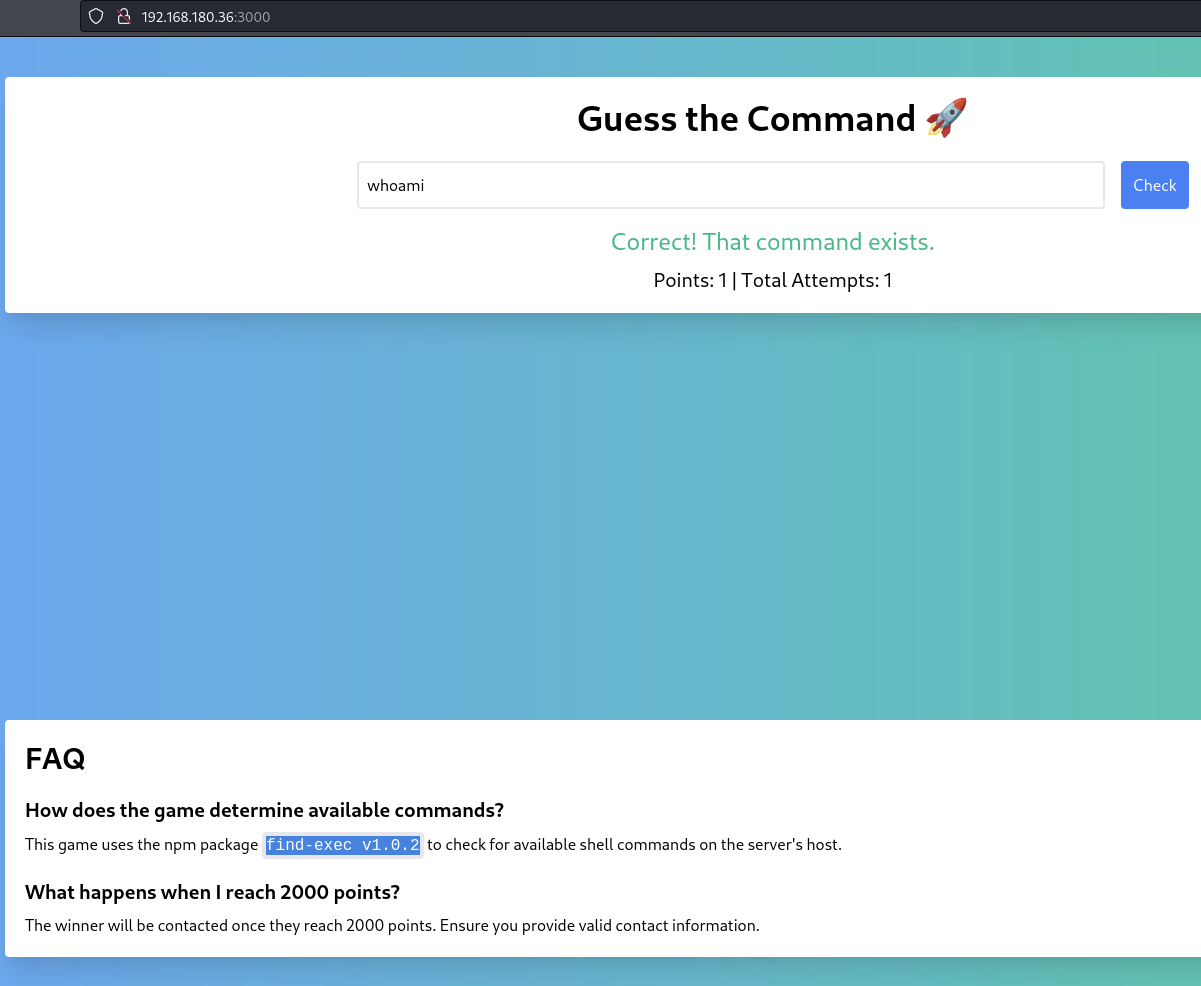 192.168.180.36:3000
Guess the Command 🚀
whoami
Check
Correct! That command exists.
Points: 1 | Total Attempts: 1
FAQ
How does the game determine available commands?
This game uses the npm package find-exec v1.0.2 to check for available shell commands on the server's host.
What happens when I reach 2000 points?
The winner will be contacted once they reach 2000 points. Ensure you provide valid contact information.